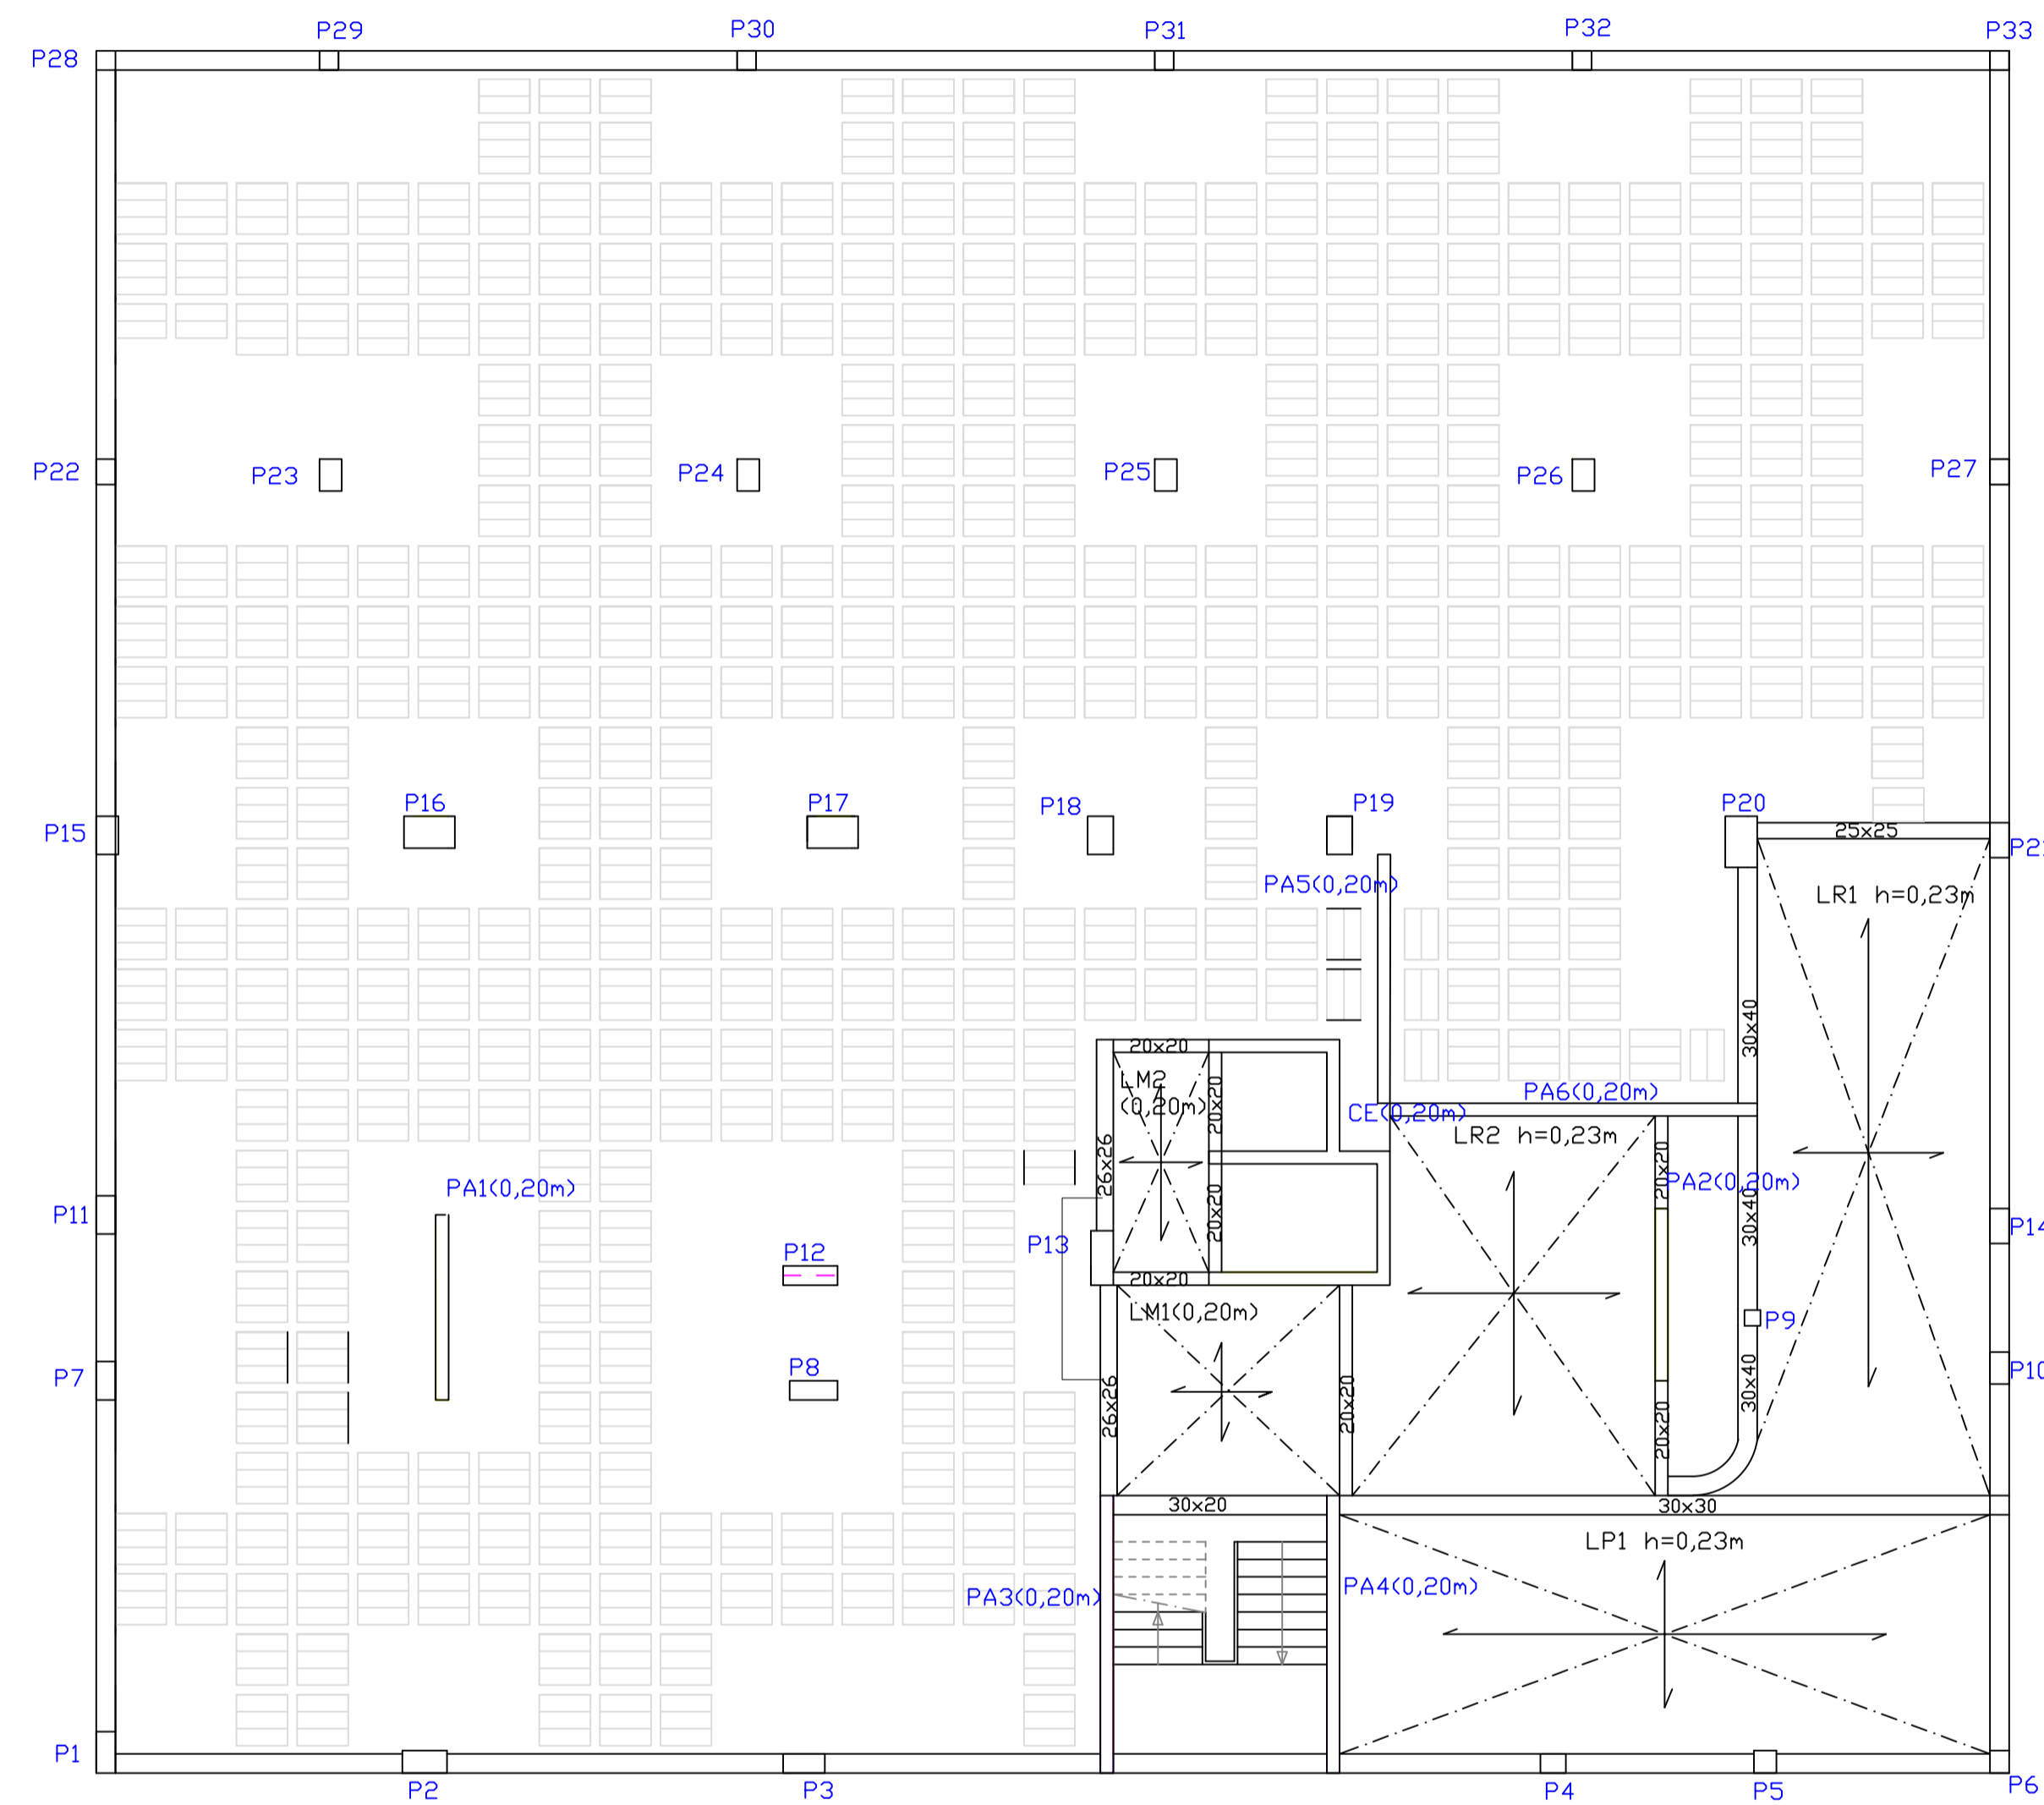 P29
P30
P31
P32
P33
P28
P22
P23
P24
P25
P26
P27
P16
P17
P18
P19
P20
P15
25x25
PA5(0,20m)
LR1 h=0,23m
30x40
20x20
LM2
(0,20m)
20x20
CE(0,20m)
PA6(0,20m)
LR2 h=0,23m
26x26
20x20
PA2(0,20m)
PA1(0,20m)
P11
30x40
20x20
P14
P13
P12
20x20
LM1(0,20m)
P9
P7
P8
P10
26x26
20x20
20x20
30x40
30x20
30x30
LP1 h=0,23m
PA3(0,20m)
PA4(0,20m)
P1
P2
P3
P4
P5
P6